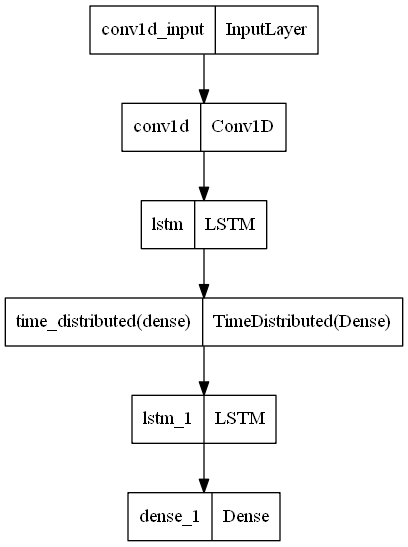 conv1d_input InputLayer
conv1d Conv1D
lstm LSTM
time_distributed(dense) TimeDistributed(Dense)
lstm_1 LSTM
dense_1 Dense